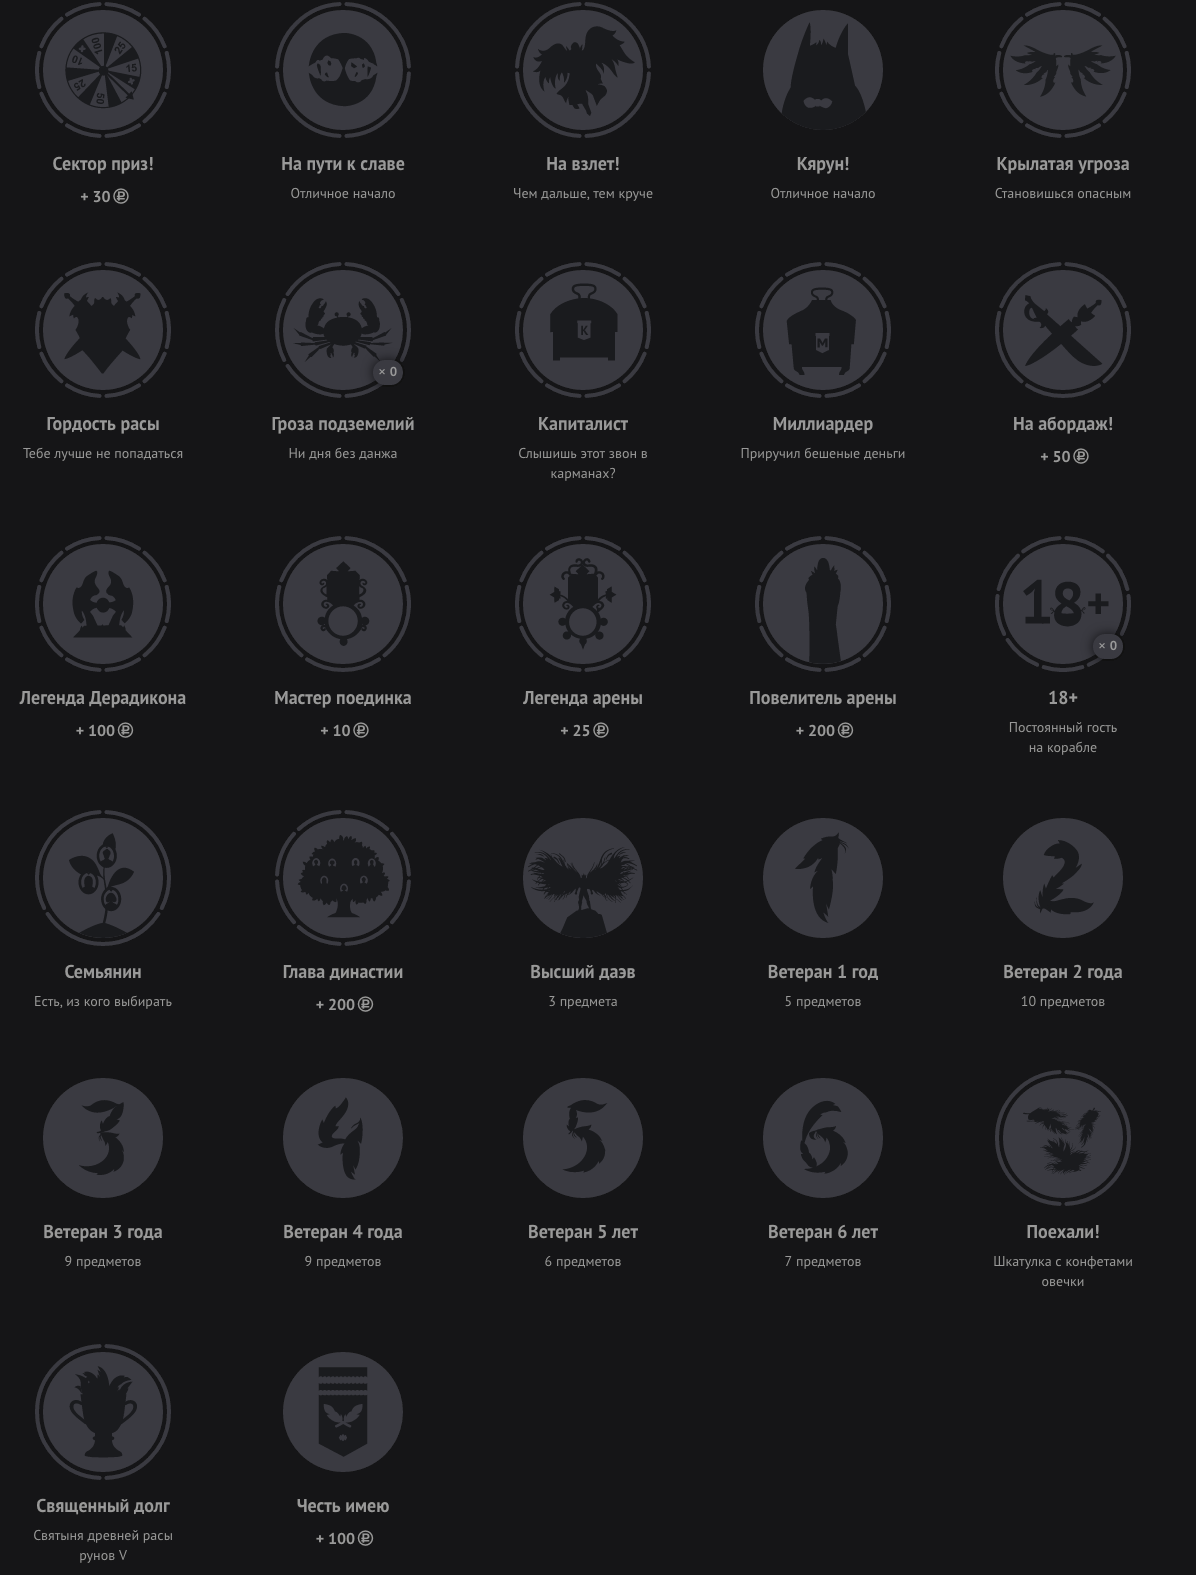 Сектор приз!
На пути к славе
На взлет!
Кярун!
Крылатая угроза
+ 30
Отличное начало
Чем дальше, тем круче
Отличное начало
Становишься опасным
К
М
× 0
Гордость расы
Гроза подземелий
Капиталист
Миллиардер
На абордаж!
Тебе лучше не попадаться
Ни дня без данжа
Слышишь этот звон в
карманах?
Приручил бешеные деньги
+ 50
18+
× 0
Легенда Дерадикона
Мастер поединка
Легенда арены
Повелитель арены
18+
+ 100
+ 10
+ 25
+ 200
Постоянный гость
на корабле
Семьянин
Глава династии
Высший даэв
Ветеран 1 год
Ветеран 2 года
Есть, из кого выбирать
+ 200
3 предмета
5 предметов
10 предметов
Ветеран 3 года
Ветеран 4 года
Ветеран 5 лет
Ветеран 6 лет
Поехали!
9 предметов
9 предметов
6 предметов
7 предметов
Шкатулка с конфетами
овечки
Священный долг
Честь имею
Святыня древней расы
рунов V
+ 100